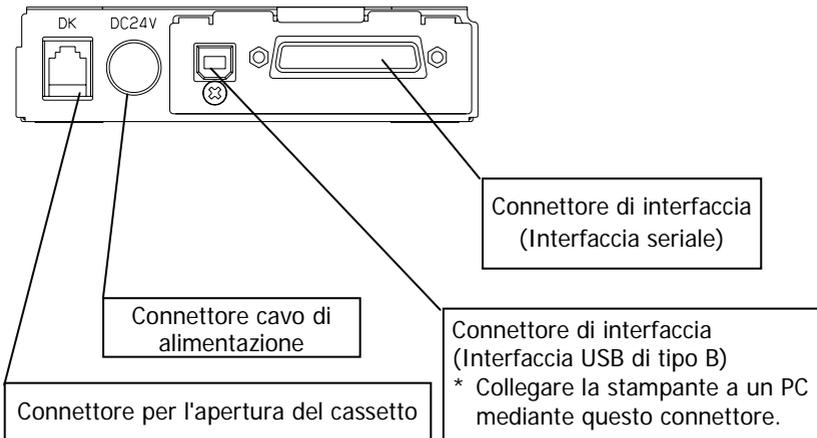 DK DC24V
Connettore di interfaccia
(Interfaccia seriale)
Connettore cavo di
alimentazione
Connettore di interfaccia
(Interfaccia USB di tipo B)
* Collegare la stampante a un PC
mediante questo connettore.
Connettore per l'apertura del cassetto